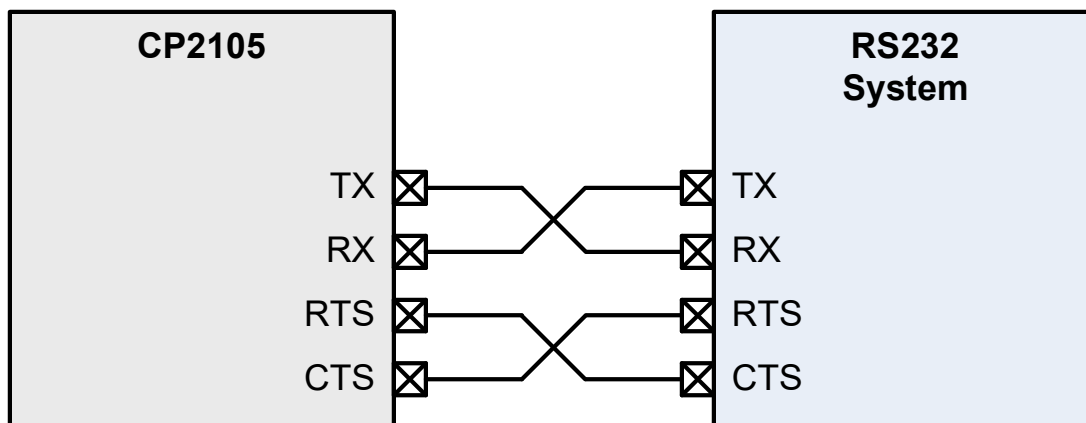 CP2105
RS232
System
TX
TX
RX
RX
RTS
RTS
CTS
CTS